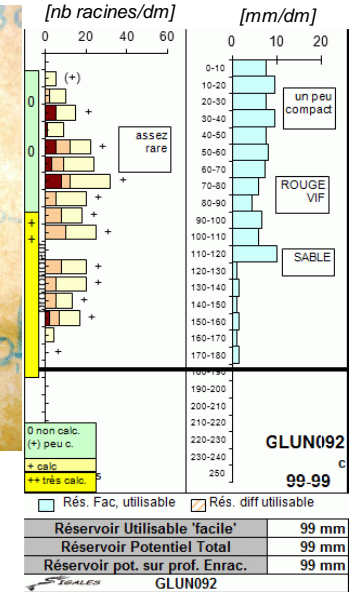 [nb racines/dm]
[mm/dm]
0 20 40 60
0 10 20
(+)
+
+
+
+
+
+
+
+
+
+
+
+
0
0
+
+
assez
rare
0-10
10-20
20-30
30-40
40-50
50-60
60-70
70-80
80-90
90-100
100-110
110-120
120-130
130-140
140-150
150-160
160-170
170-180
180-190
190-200
200-210
210-220
220-230
230-240
250
un peu
compact
ROUGE
VIF
SABLE
0 non calc.
(+) peu c.
+ calc
++ très calc.
s
GLUN092
c
99-99
Rés. Fac, utilisable
Rés. diff utilisable
Réservoir Utilisable 'facile' 99 mm
Réservoir Potentiel Total 99 mm
Réservoir pot. sur prof. Enrac. 99 mm
SIGALES
GLUN092